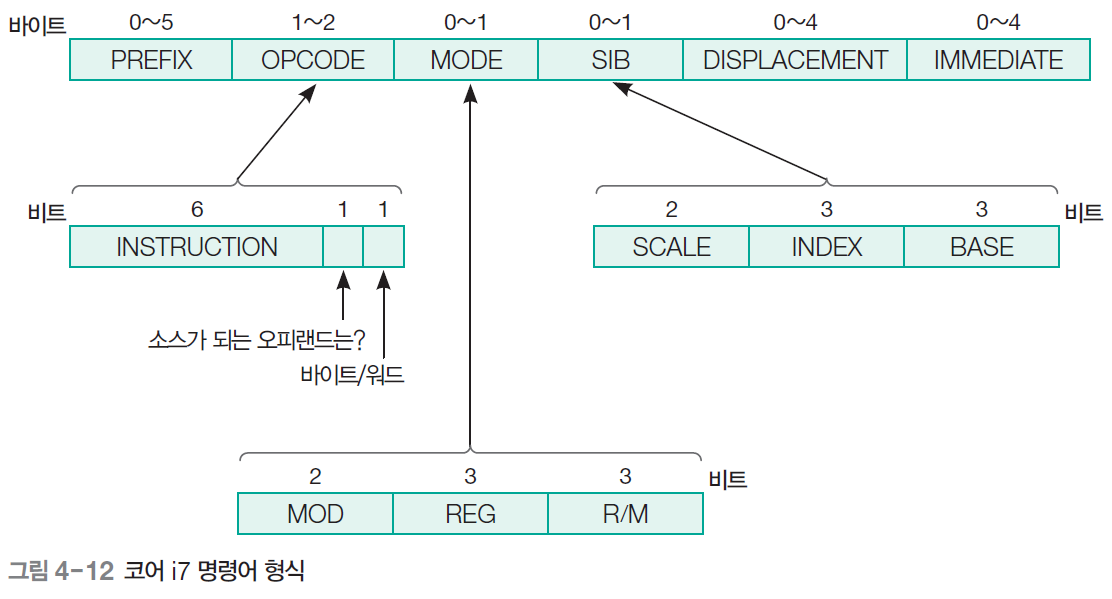 바이트 0~5 1~2 0~1 0~1 0~4 0~4
PREFIX OPCODE MODE SIB DISPLACEMENT IMMEDIATE
비트 6 1 1
INSTRUCTION
2 3 3 비트
SCALE INDEX BASE
소스가 되는 오피랜드는?
바이트/워드
2 3 3 비트
MOD REG R/M
그림 4-12 코어 i7 명령어 형식